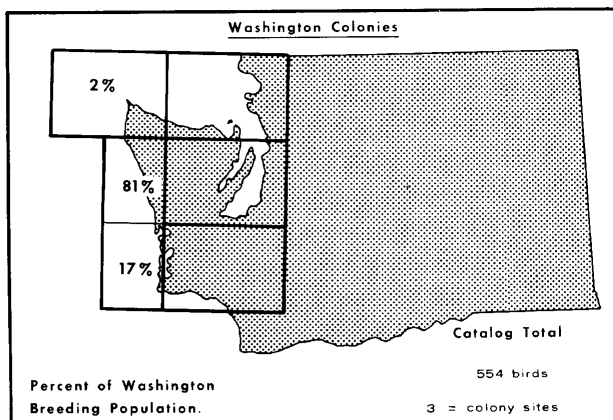 Washington Colonies
2%
81%
17%
Catalog Total
554 birds
Percent of Washington
Breeding Population.
3 = colony sites